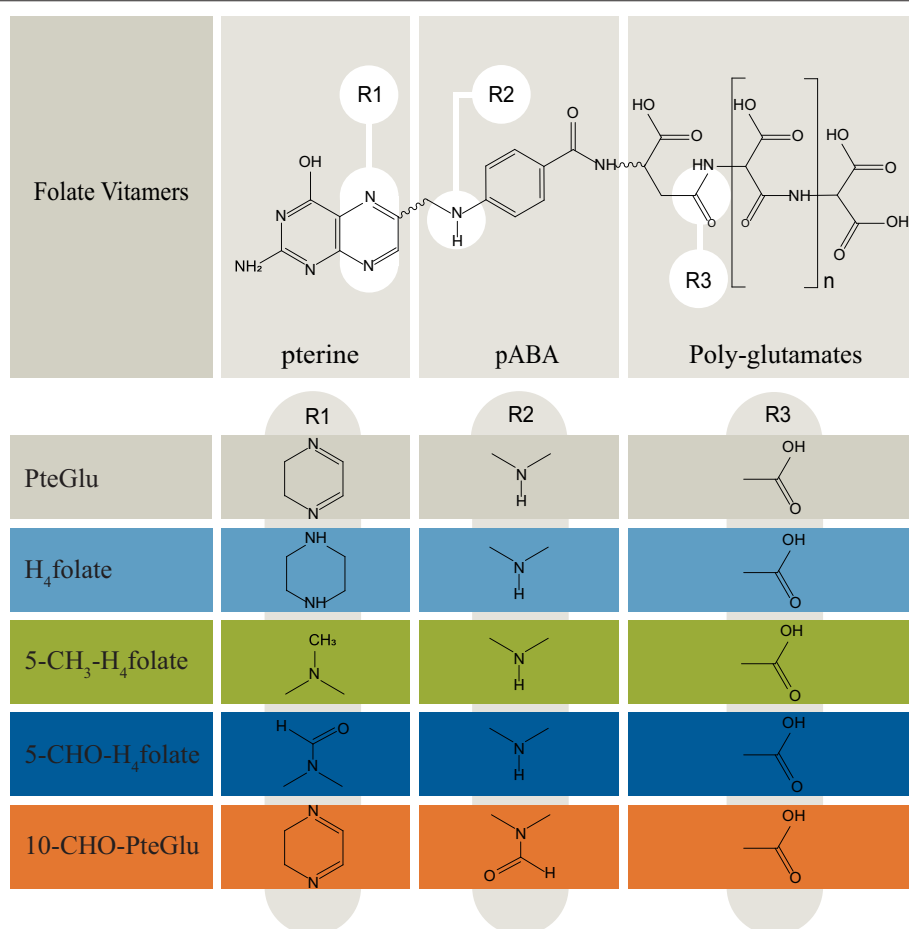 Folate Vitamers
R1
R2
R3
OH
N
N
N
N
NH₂
N
H
O
NH
HO
O
O
NH
HO
O
O
NH
HO
O
OH
O
n
pterine
pABA
Poly-glutamates
R1
R2
R3
PteGlu
N
N
N
H
OH
O
H₄folate
NH
NH
N
H
OH
O
5-CH₃-H₄folate
CH₃
N
N
H
OH
O
5-CHO-H₄folate
H
O
N
N
H
OH
O
10-CHO-PteGlu
N
N
N
O
H
OH
O